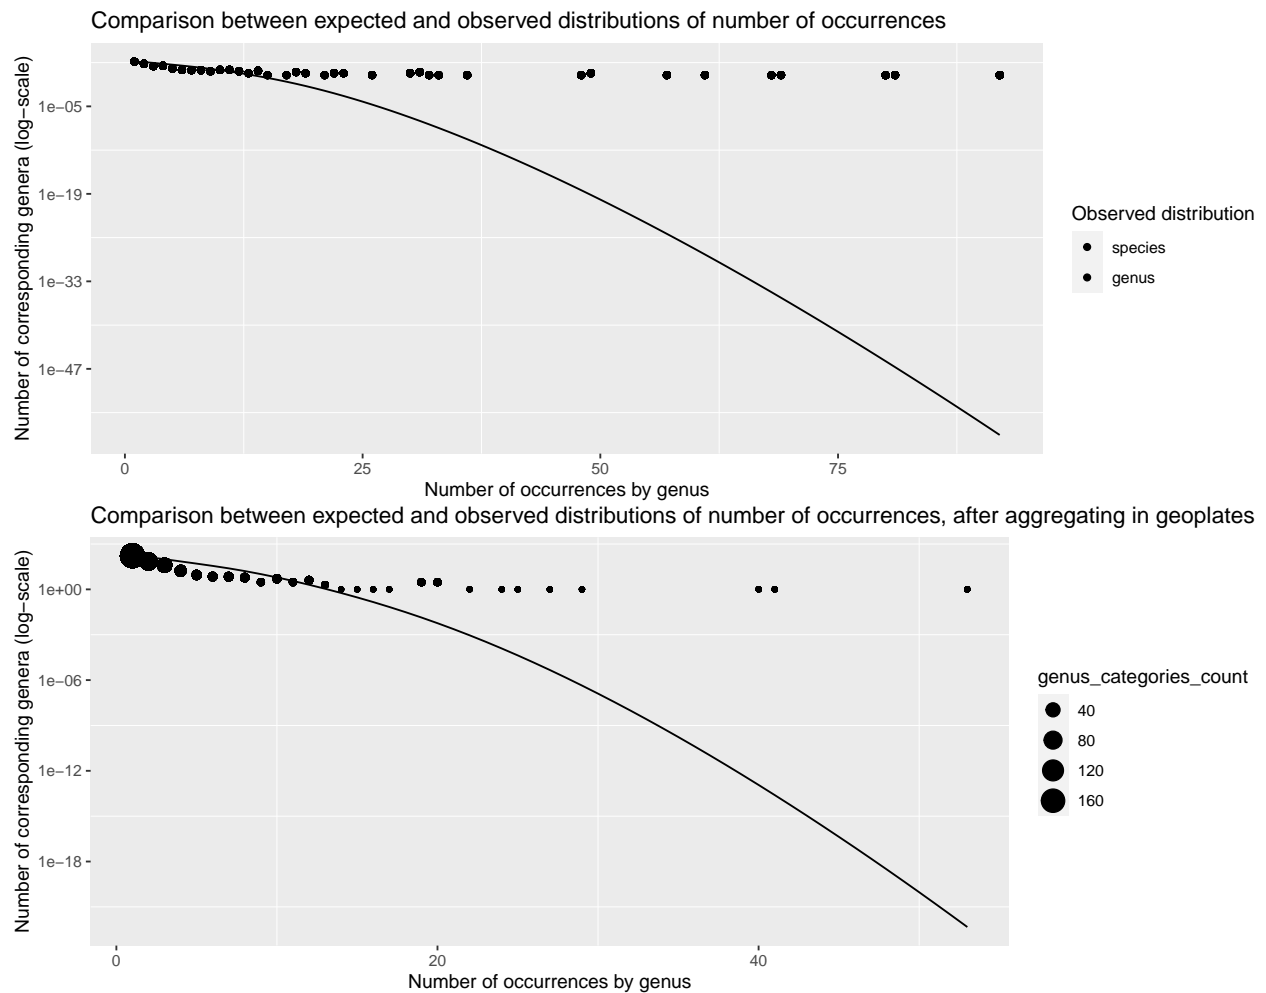 Comparison between expected and observed distributions of number of occurrences
Number of corresponding genera (log−scale)
1e−05
1e−19
1e−33
1e−47
0
25
50
75
Number of occurrences by genus
Observed distribution
species
genus
Comparison between expected and observed distributions of number of occurrences, after aggregating in geoplates
Number of corresponding genera (log−scale)
1e+00
1e−06
1e−12
1e−18
0
20
40
Number of occurrences by genus
genus_categories_count
40
80
120
160